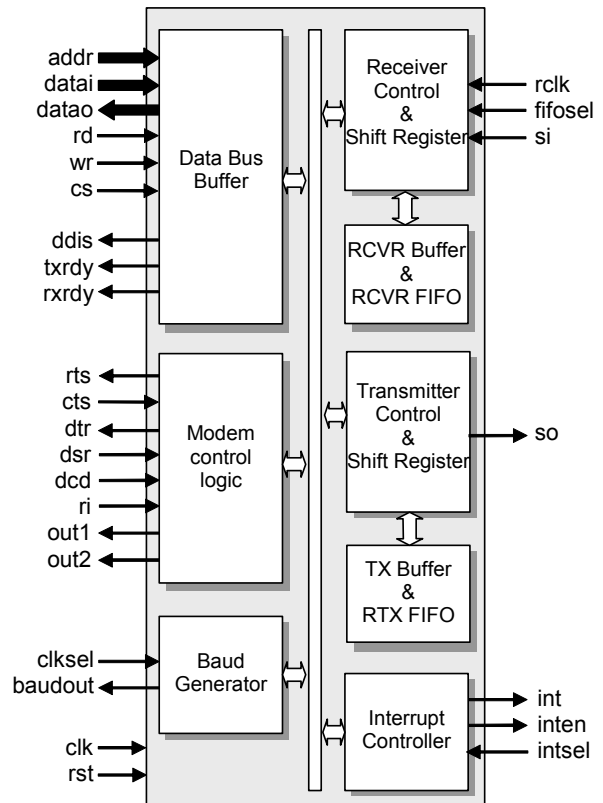 addr
datai
datao
rd
wr
cs
ddis
txrdy
rxrdy
Data Bus
Buffer
Receiver
Control
&
Shift Register
rclk
fifosel
si
RCVR Buffer
&
RCVR FIFO
rts
cts
dtr
dsr
dcd
ri
out1
out2
Modem
control
logic
Transmitter
Control
&
Shift Register
so
TX Buffer
&
RTX FIFO
clksel
baudout
Baud
Generator
clk
rst
Interrupt
Controller
int
inten
intsel